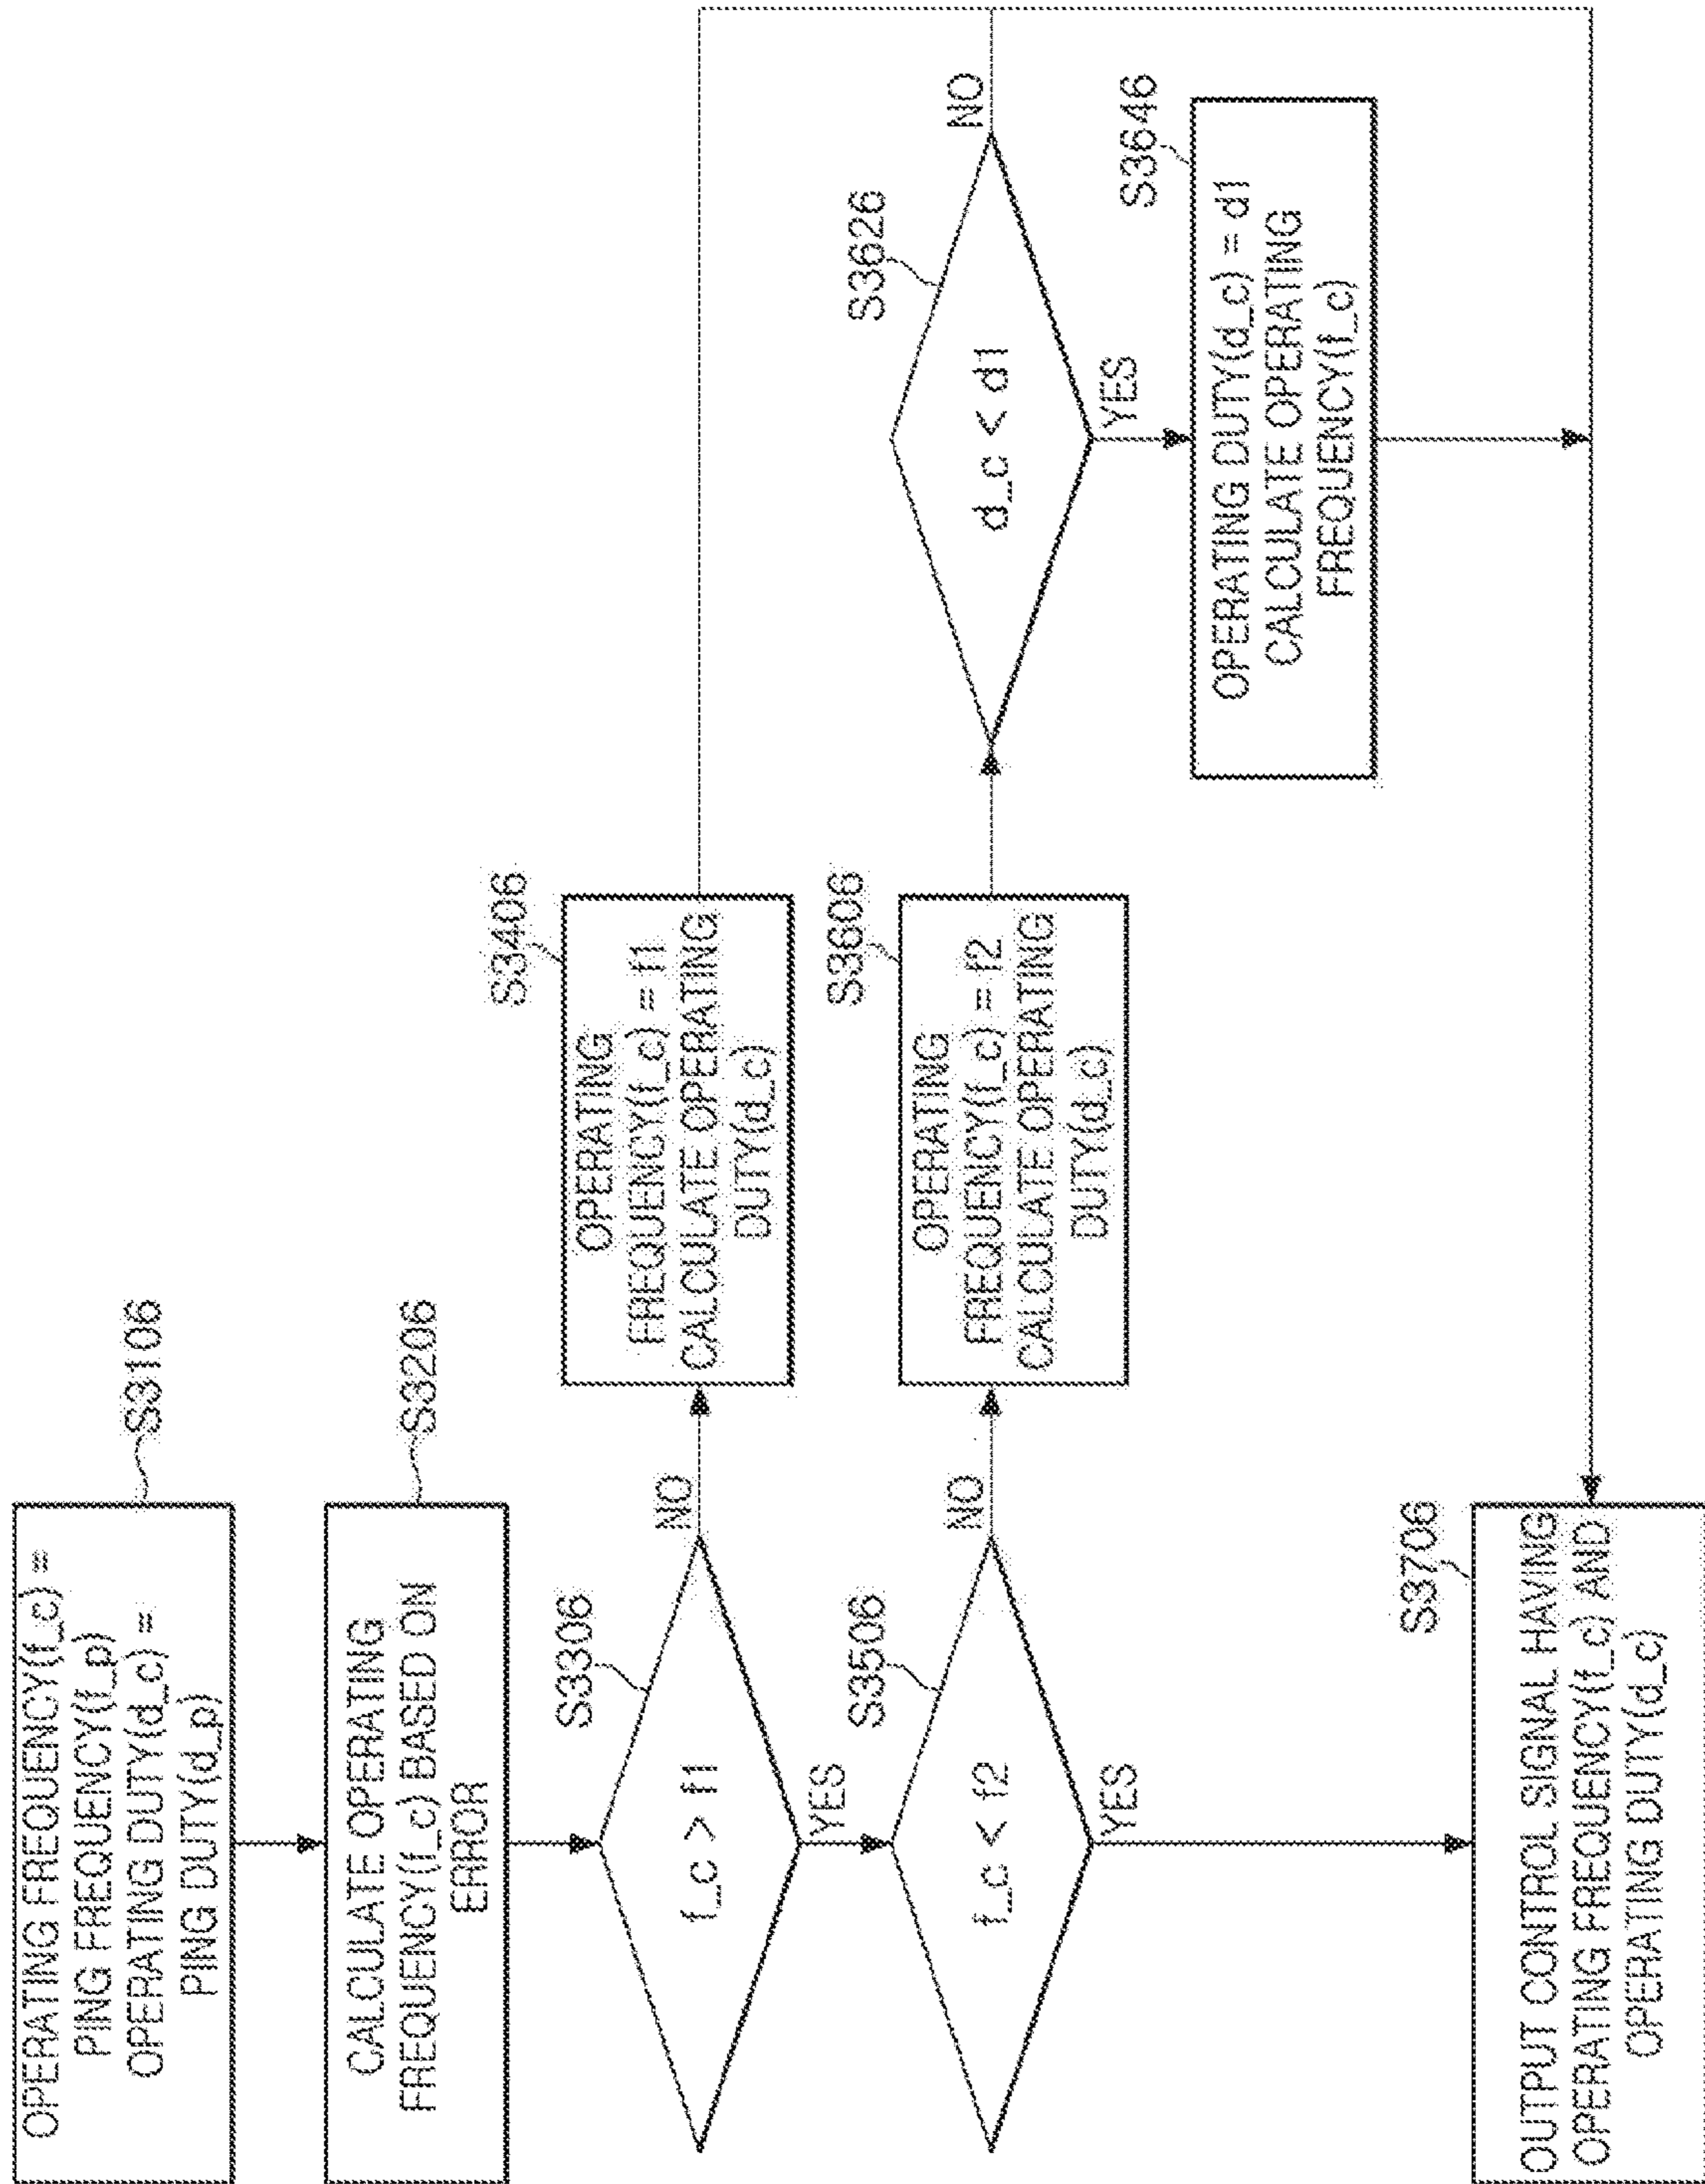 OPERATING FREQUENCY(f_c) =
PING FREQUENCY(f_p)
OPERATING DUTY(d_c) =
PING DUTY(d_p)
S3106
CALCULATE OPERATING
FREQUENCY(f_c) BASED ON
ERROR
S3206
f_c > f1
S3306
NO
YES
OPERATING
FREQUENCY(f_c) = f1
CALCULATE OPERATING
DUTY(d_c)
S3406
f_c < f2
S3506
NO
YES
OPERATING
FREQUENCY(f_c) = f2
CALCULATE OPERATING
DUTY(d_c)
S3606
d_c < d1
S3626
NO
YES
OPERATING DUTY(d_c) = d1
CALCULATE OPERATING
FREQUENCY(f_c)
S3646
OUTPUT CONTROL SIGNAL HAVING
OPERATING FREQUENCY(f_c) AND
OPERATING DUTY(d_c)
S3706